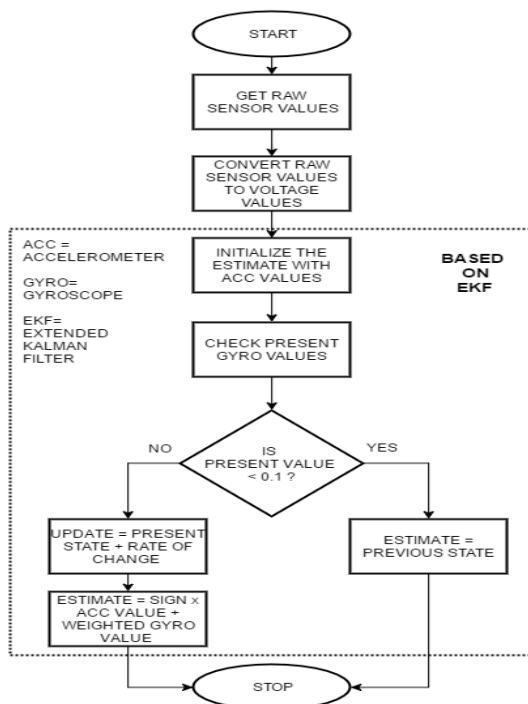 START
GET RAW
SENSOR VALUES
CONVERT RAW
SENSOR VALUES
TO VOLTAGE
VALUES
ACC =
ACCELEROMETER
GYRO=
GYROSCOPE
EKF=
EXTENDED
KALMAN
FILTER
INITIALIZE THE
ESTIMATE WITH
ACC VALUES
BASED
ON
EKF
CHECK PRESENT
GYRO VALUES
IS
PRESENT VALUE
< 0.1 ?
NO
YES
UPDATE = PRESENT
STATE + RATE OF
CHANGE
ESTIMATE =
PREVIOUS STATE
ESTIMATE = SIGN x
ACC VALUE +
WEIGHTED GYRO
VALUE
STOP